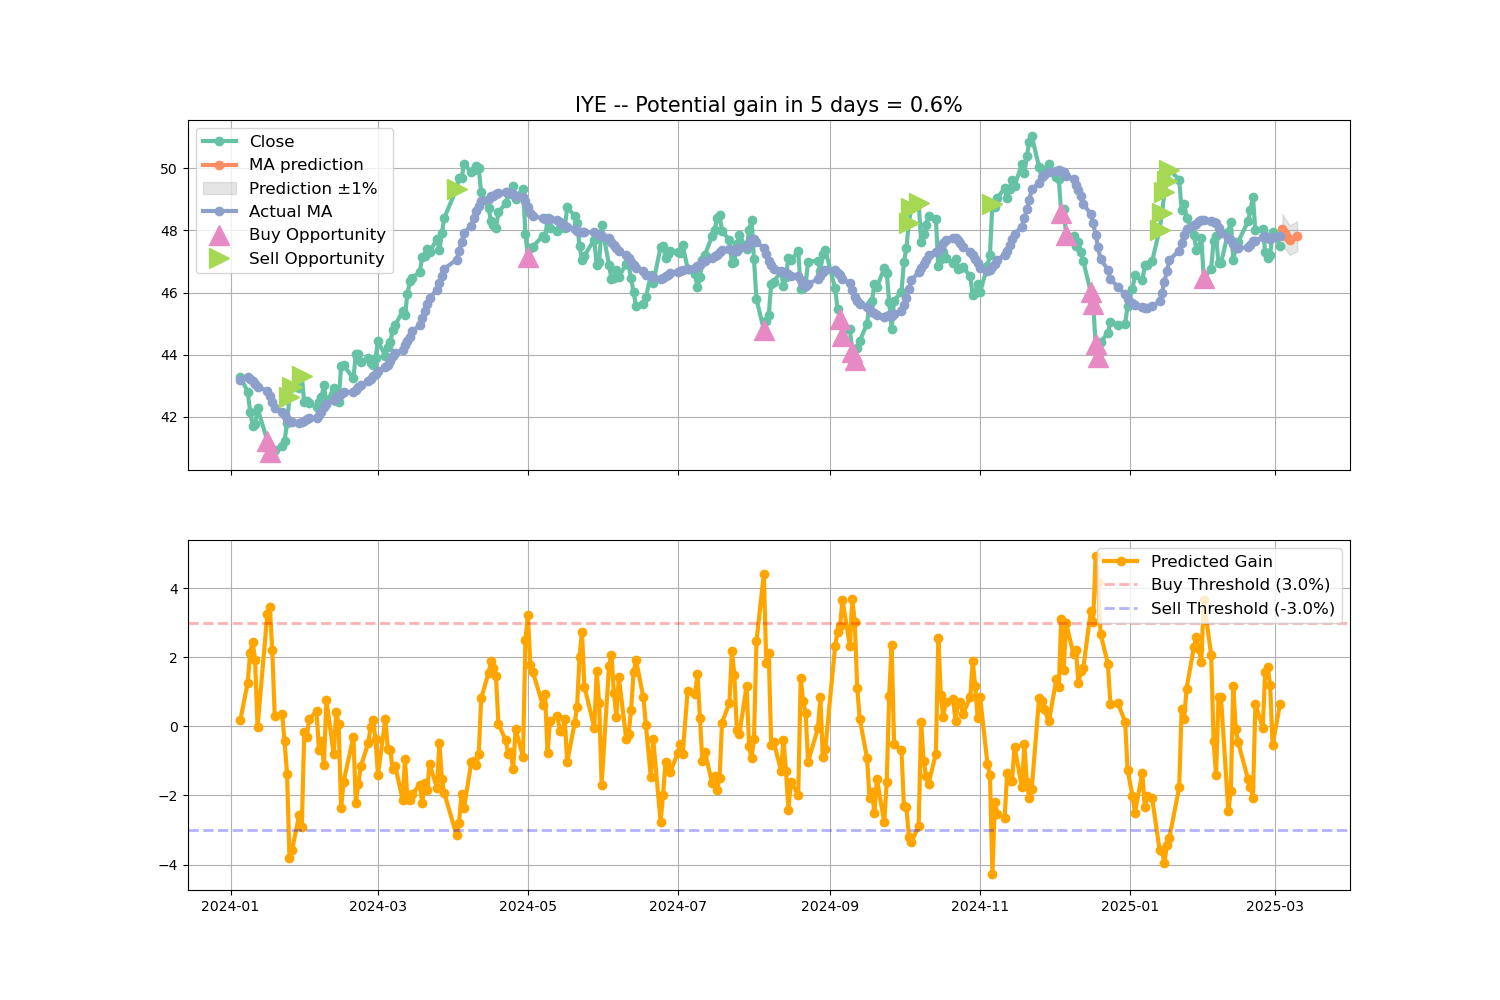 IYE -- Potential gain in 5 days = 0.6%
Close
MA prediction
Prediction ±1%
Actual MA
Buy Opportunity
Sell Opportunity
50
48
46
44
42
Predicted Gain
Buy Threshold (3.0%)
Sell Threshold (-3.0%)
4
2
0
−2
−4
2024-01 2024-03 2024-05 2024-07 2024-09 2024-11 2025-01 2025-03